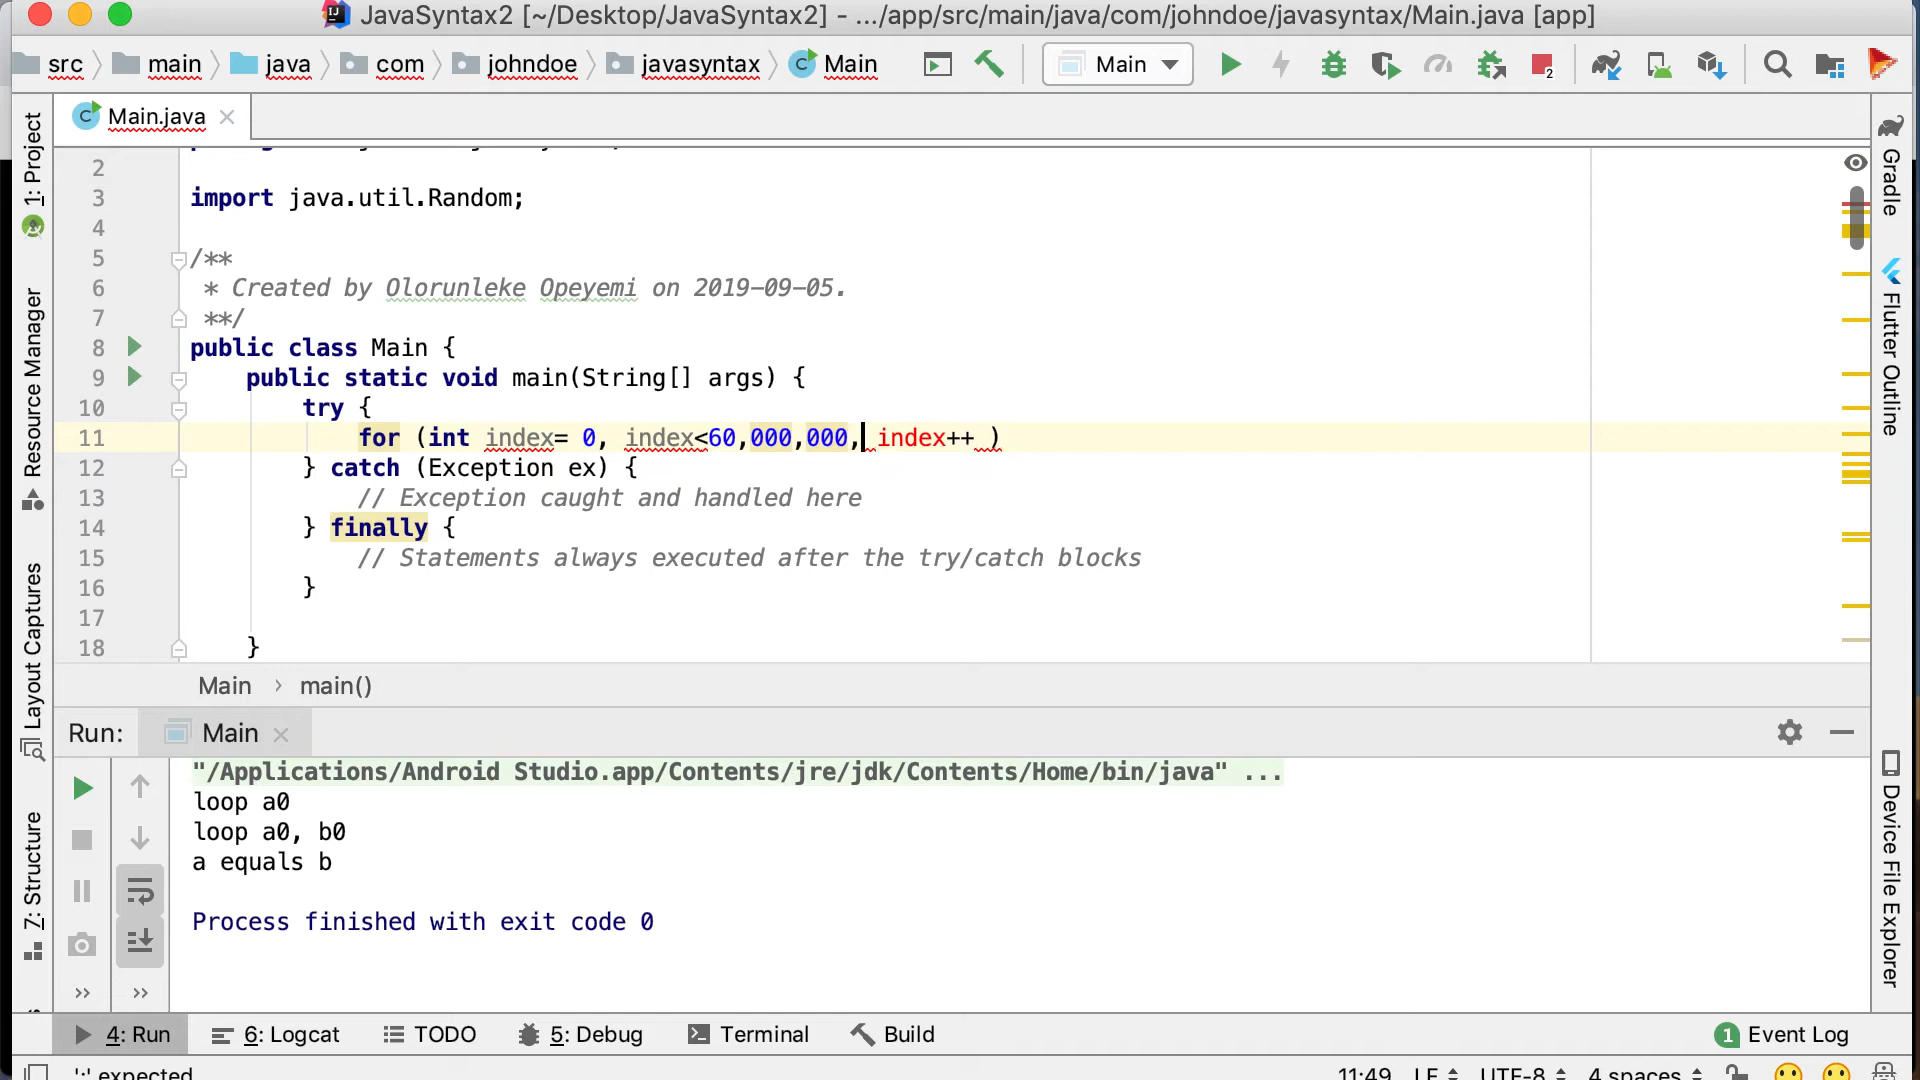 JavaSyntax2 [~/Desktop/JavaSyntax2] - .../app/src/main/java/com/johndoe/javasyntax/Main.java [app]
src main java com johndoe javasyntax Main Main 2
Main.java
2
3 import java.util.Random;
4
5 /**
6 * Created by Olorunleke Opeyemi on 2019-09-05.
7 **/
8 public class Main {
9 public static void main(String[] args) {
10 try {
11 for (int index= 0, index<60,000,000, index++ )
12 } catch (Exception ex) {
13 // Exception caught and handled here
14 } finally {
15 // Statements always executed after the try/catch blocks
16 }
17
18 }
Main › main()
Run: Main
"/Applications/Android Studio.app/Contents/jre/jdk/Contents/Home/bin/java" ...
loop a0
loop a0, b0
a equals b
Process finished with exit code 0
1: Project
Resource Manager
Layout Captures
7: Structure
Gradle
Flutter Outline
Device File Explorer
4: Run 6: Logcat TODO 5: Debug Terminal Build 1 Event Log
';' expected 11:49 LF UTF-8 4 spaces